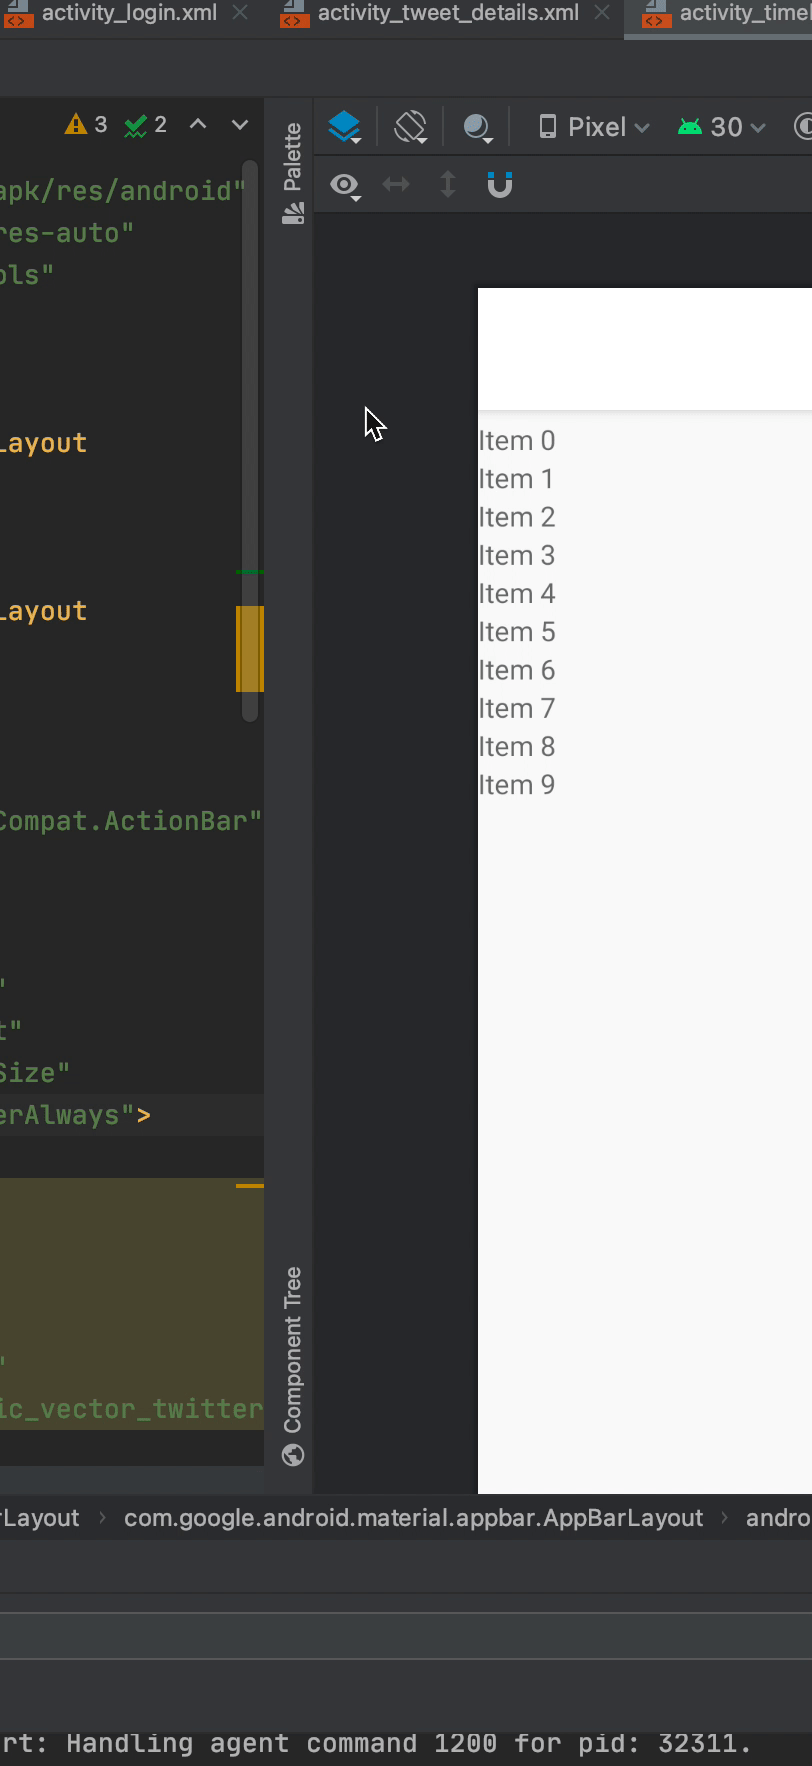 activity_login.xml
activity_tweet_details.xml
activity_timel
3
2
Palette
Pixel
30
apk/res/android"
res-auto"
ols"
Layout
Layout
Compat.ActionBar"
"
t"
Size"
erAlways">
"
ic_vector_twitter
Item 0
Item 1
Item 2
Item 3
Item 4
Item 5
Item 6
Item 7
Item 8
Item 9
Component Tree
rLayout > com.google.android.material.appbar.AppBarLayout > andro
rt: Handling agent command 1200 for pid: 32311.